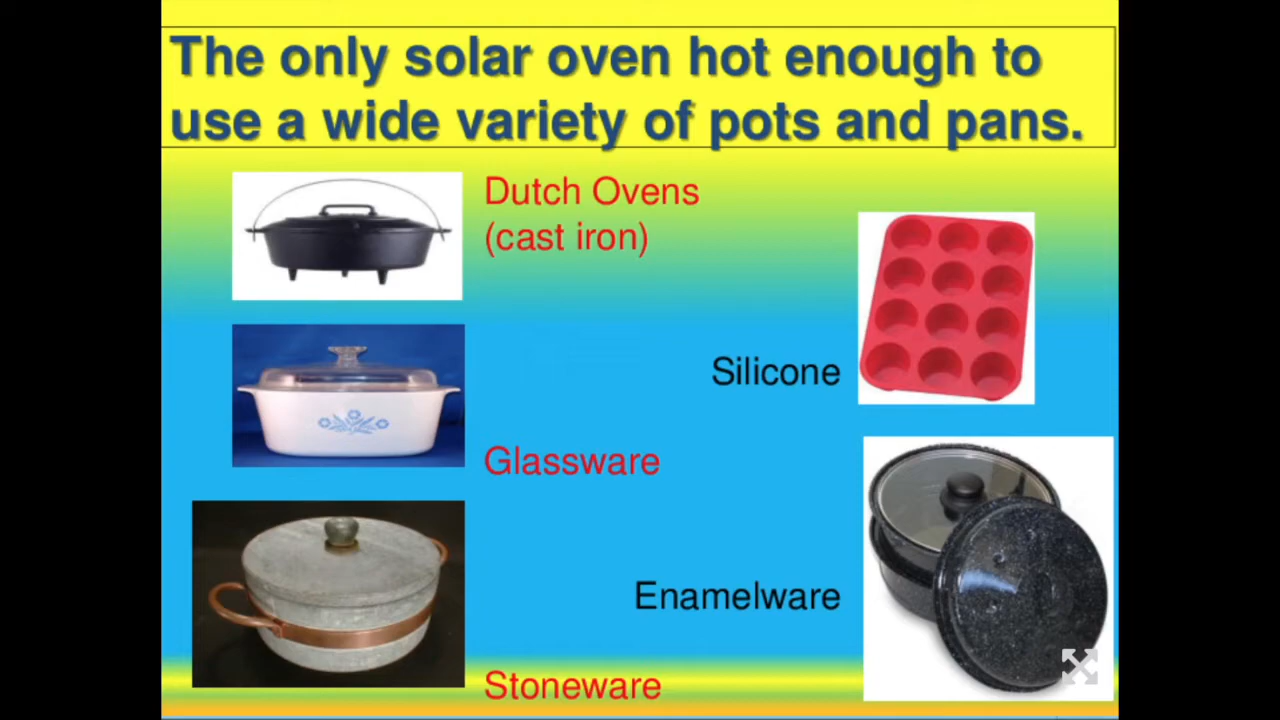 The only solar oven hot enough to
use a wide variety of pots and pans.
Dutch Ovens
(cast iron)
Silicone
Glassware
Enamelware
Stoneware